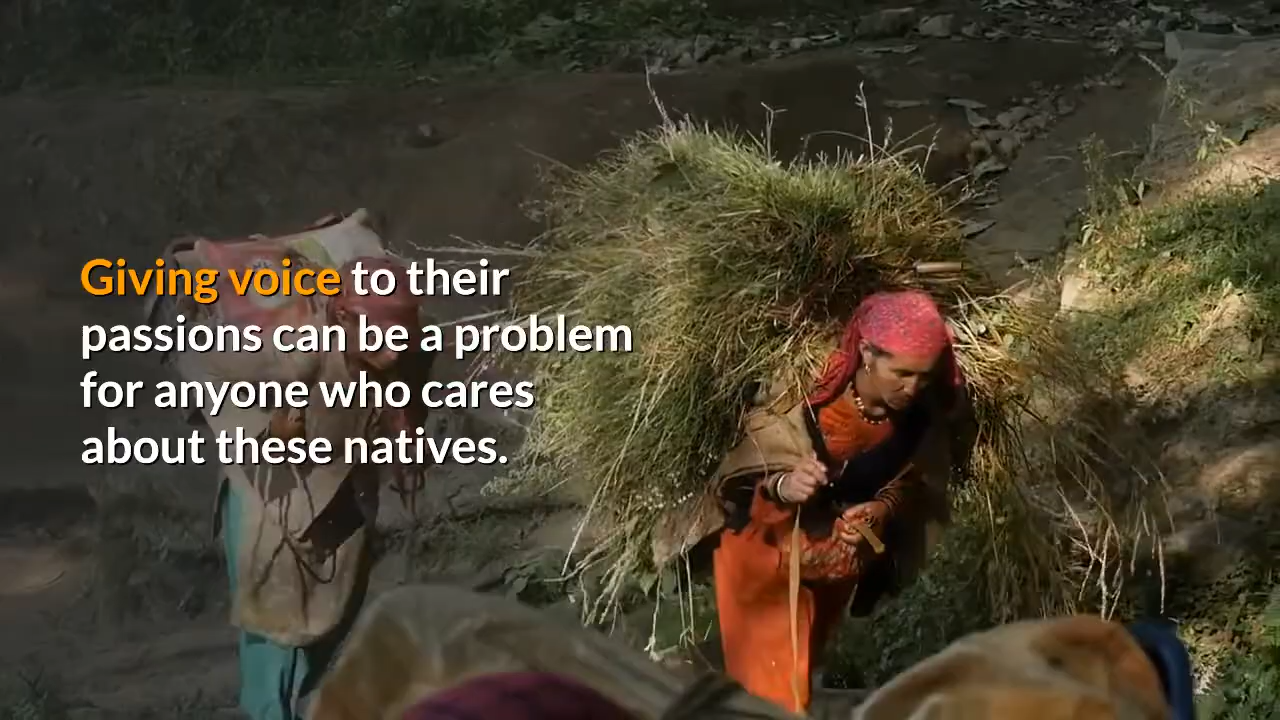 Giving voice to their
passions can be a problem
for anyone who cares
about these natives.